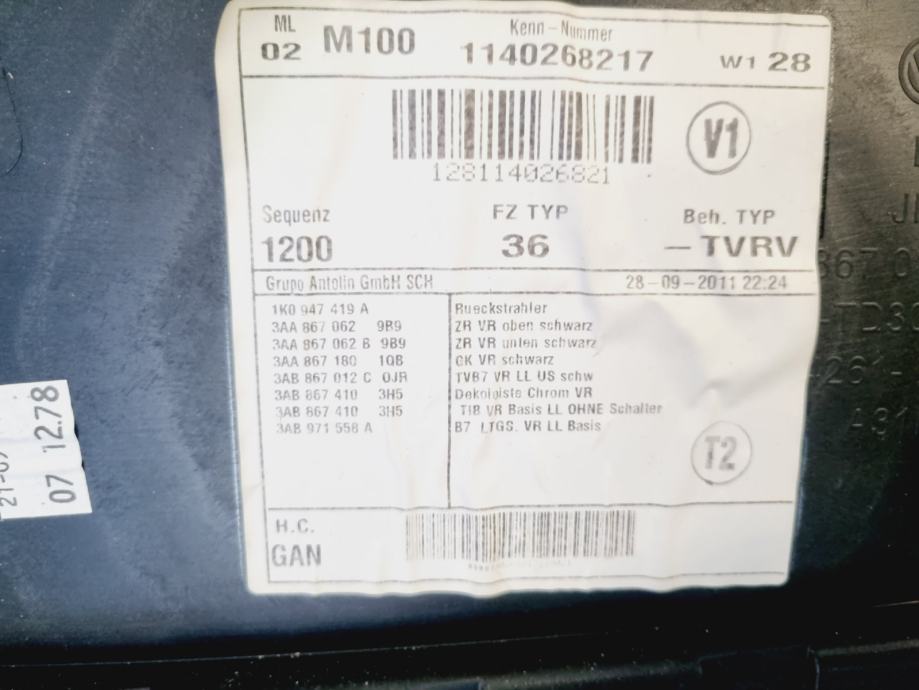 ML M100 Kenn-Nummer
02 1140268217 W1 28
V1
128114026821
Sequenz FZ TYP Beh. TYP
1200 36 -TVRV
Grupo Antolin GmbH SCH 28-09-2011 22:24
1K0 947 419 A Rueckstrahler
3AA 867 062 9B9 ZR VR oben schwarz
3AA 867 062 B 9B9 ZR VR unten schwarz
3AA 867 180 1QB GK VR schwarz
3AB 867 012 C 0JR TVB7 VR LL US schw
3AB 867 410 3H5 Dekoleiste Chrom VR
3AB 867 410 3H5 TIB VR Basis LL OHNE Schalter
3AB 971 558 A B7 LTGS. VR LL Basis
T2
H.C.
GAN
07 12.78